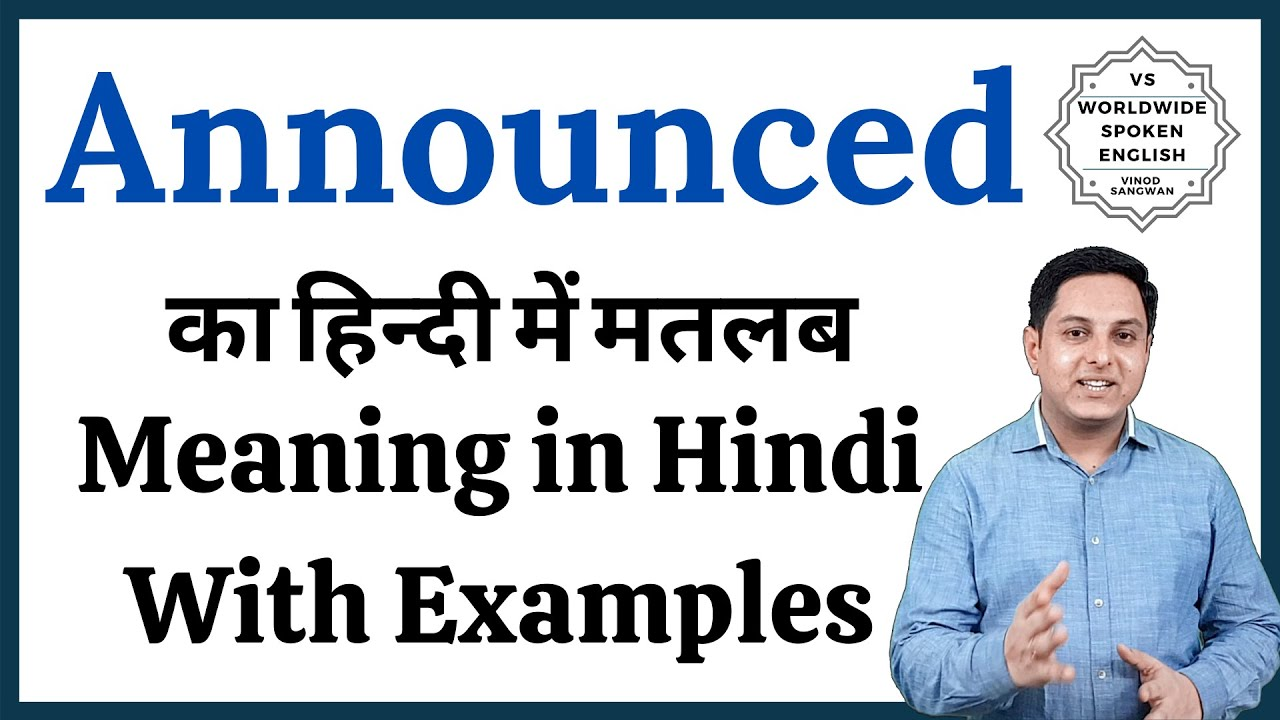 Announced
VS
WORLDWIDE
SPOKEN
ENGLISH
VINOD
SANGWAN
का हिन्दी में मतलब
Meaning in Hindi
With Examples